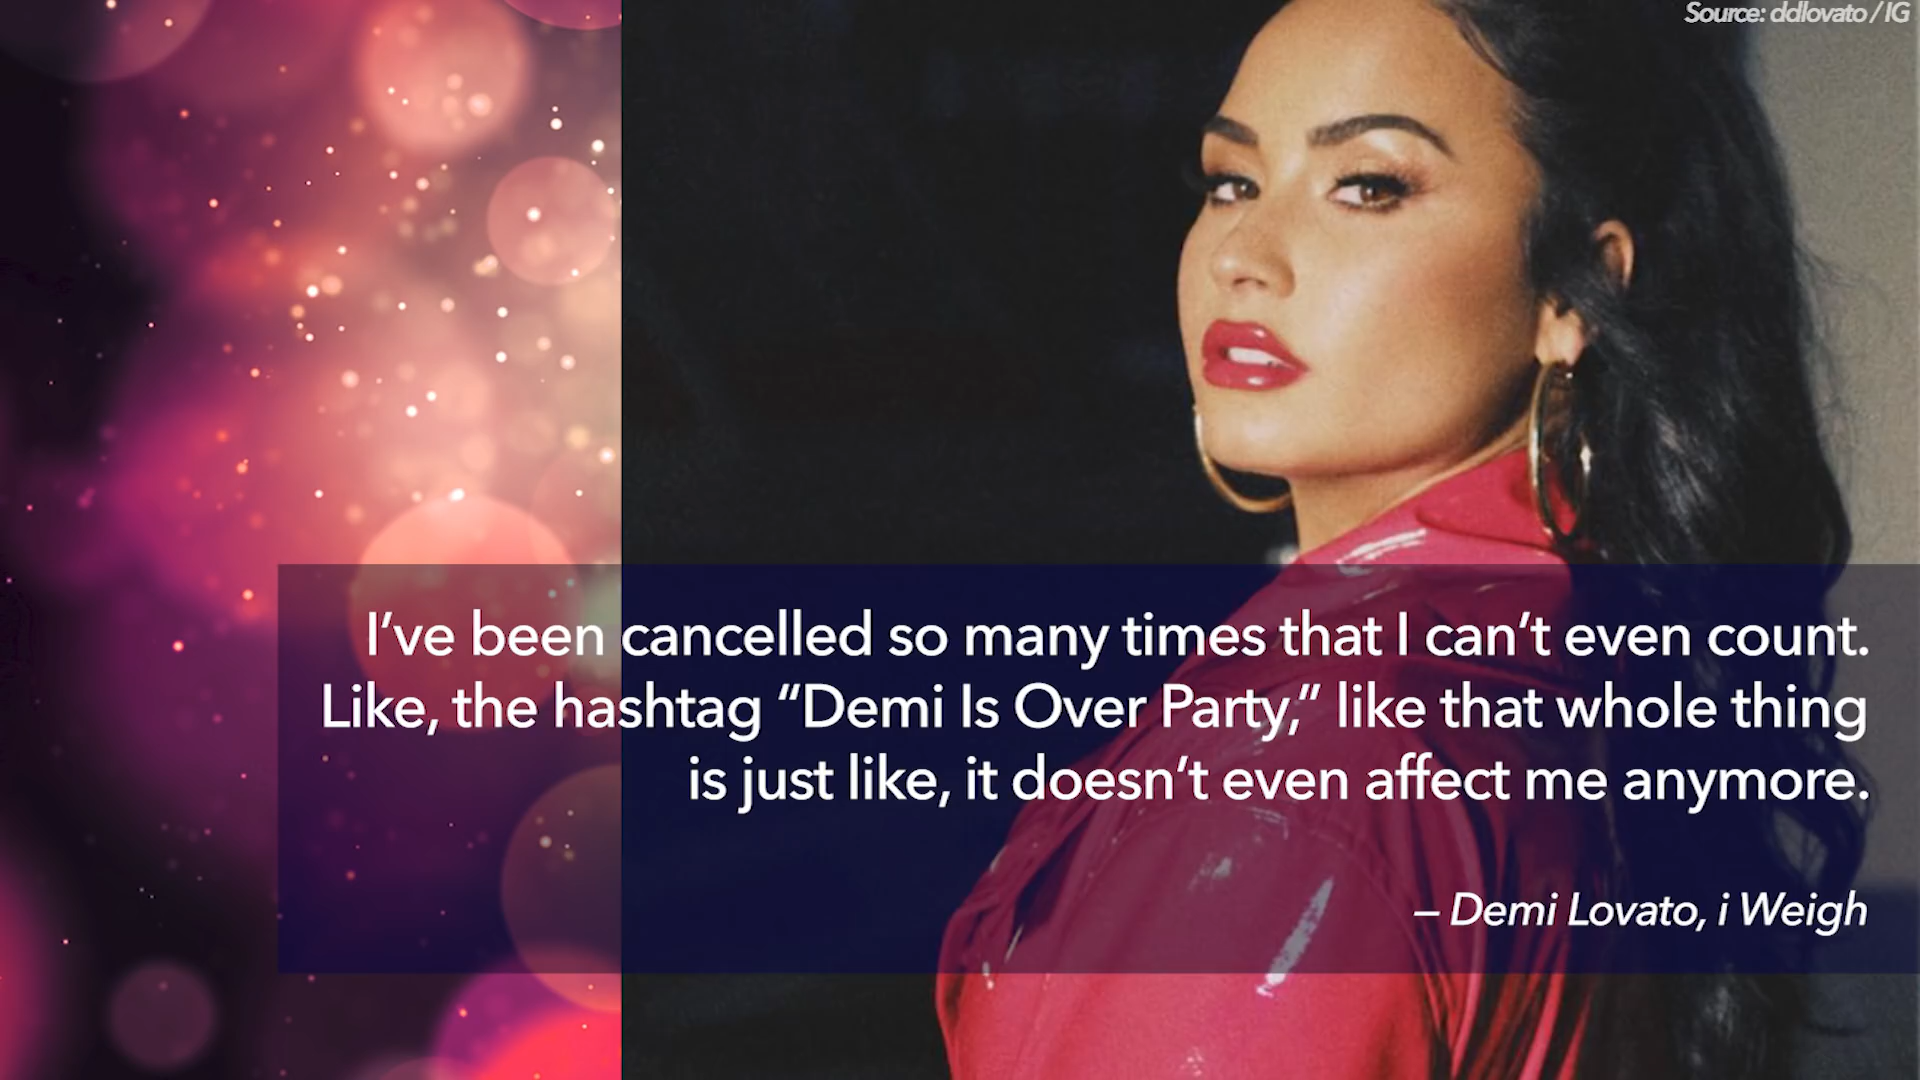 Source: ddlovato / IG
I’ve been cancelled so many times that I can’t even count.
Like, the hashtag “Demi Is Over Party,” like that whole thing
is just like, it doesn’t even affect me anymore.
– Demi Lovato, i Weigh